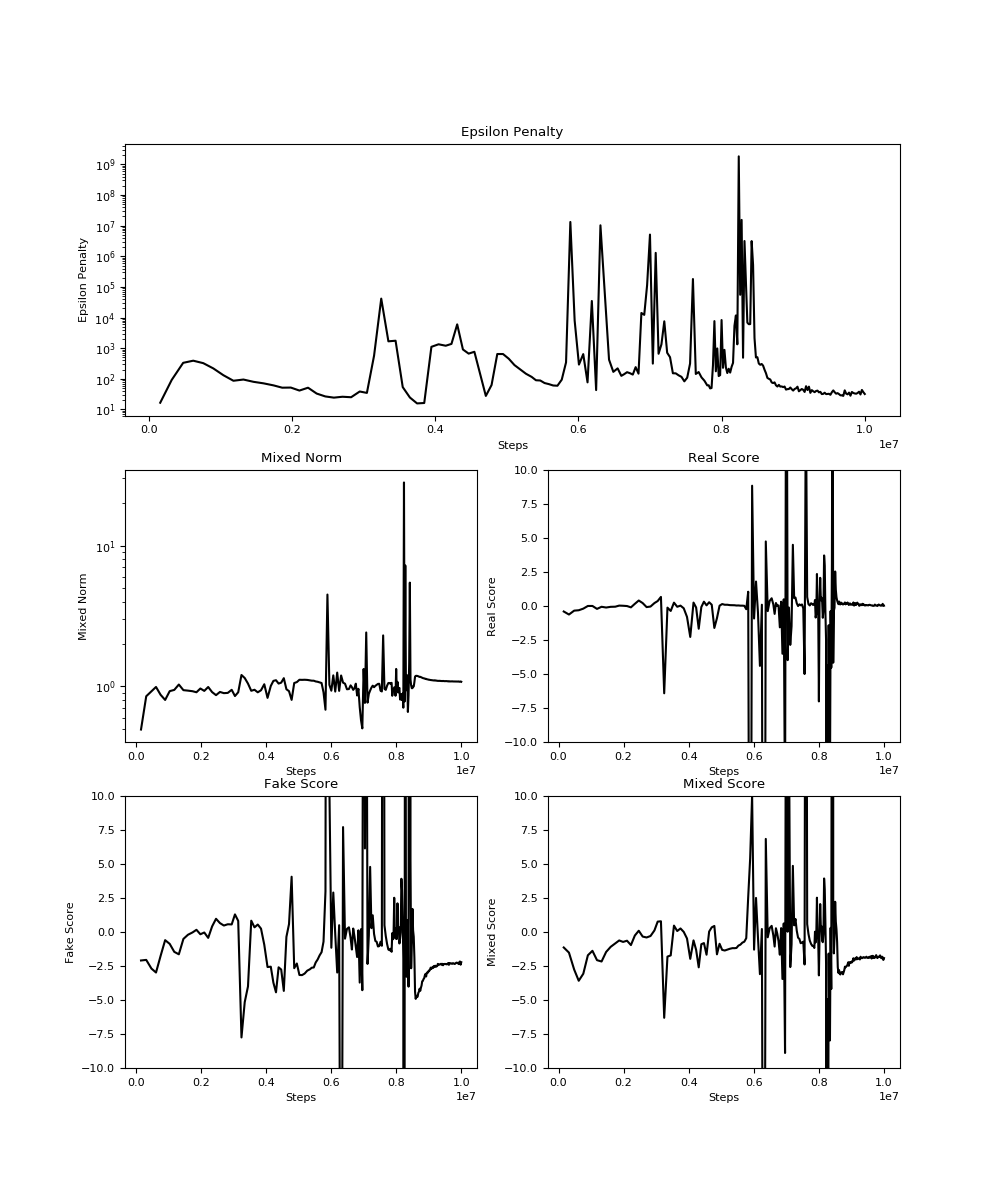 Epsilon Penalty
Epsilon Penalty
10^9
10^8
10^7
10^6
10^5
10^4
10^3
10^2
10^1
0.0 0.2 0.4 0.6 0.8 1.0
Steps
1e7
Mixed Norm
Mixed Norm
10^1
10^0
0.0 0.2 0.4 0.6 0.8 1.0
Steps
1e7
Real Score
Real Score
10.0
7.5
5.0
2.5
0.0
−2.5
−5.0
−7.5
−10.0
0.0 0.2 0.4 0.6 0.8 1.0
Steps
1e7
Fake Score
Fake Score
10.0
7.5
5.0
2.5
0.0
−2.5
−5.0
−7.5
−10.0
0.0 0.2 0.4 0.6 0.8 1.0
Steps
1e7
Mixed Score
Mixed Score
10.0
7.5
5.0
2.5
0.0
−2.5
−5.0
−7.5
−10.0
0.0 0.2 0.4 0.6 0.8 1.0
Steps
1e7